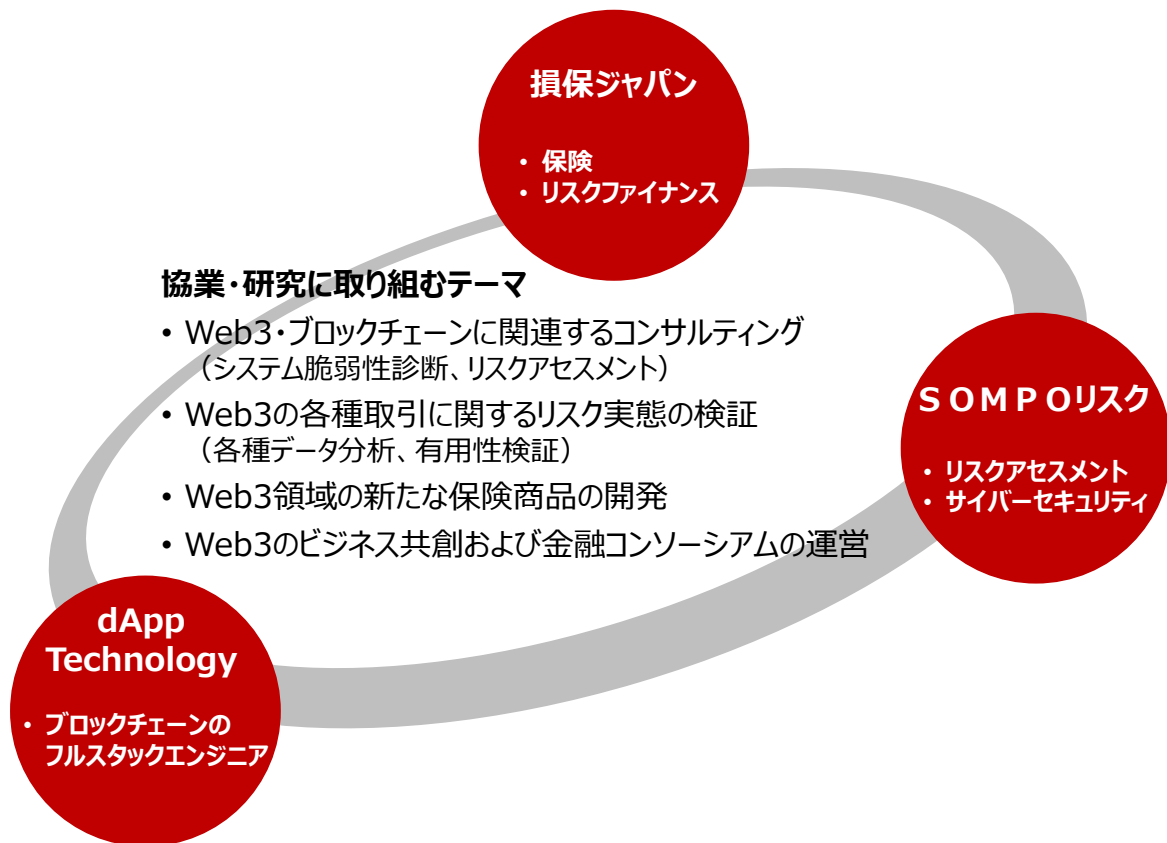 損保ジャパン
・ 保険
・ リスクファイナンス
協業・研究に取り組むテーマ
• Web3・ブロックチェーンに関連するコンサルティング
（システム脆弱性診断、リスクアセスメント）
• Web3の各種取引に関するリスク実態の検証
（各種データ分析、有用性検証）
• Web3領域の新たな保険商品の開発
• Web3のビジネス共創および金融コンソーシアムの運営
ＳＯＭＰＯリスク
・ リスクアセスメント
・ サイバーセキュリティ
dApp
Technology
・ ブロックチェーンの
フルスタックエンジニア